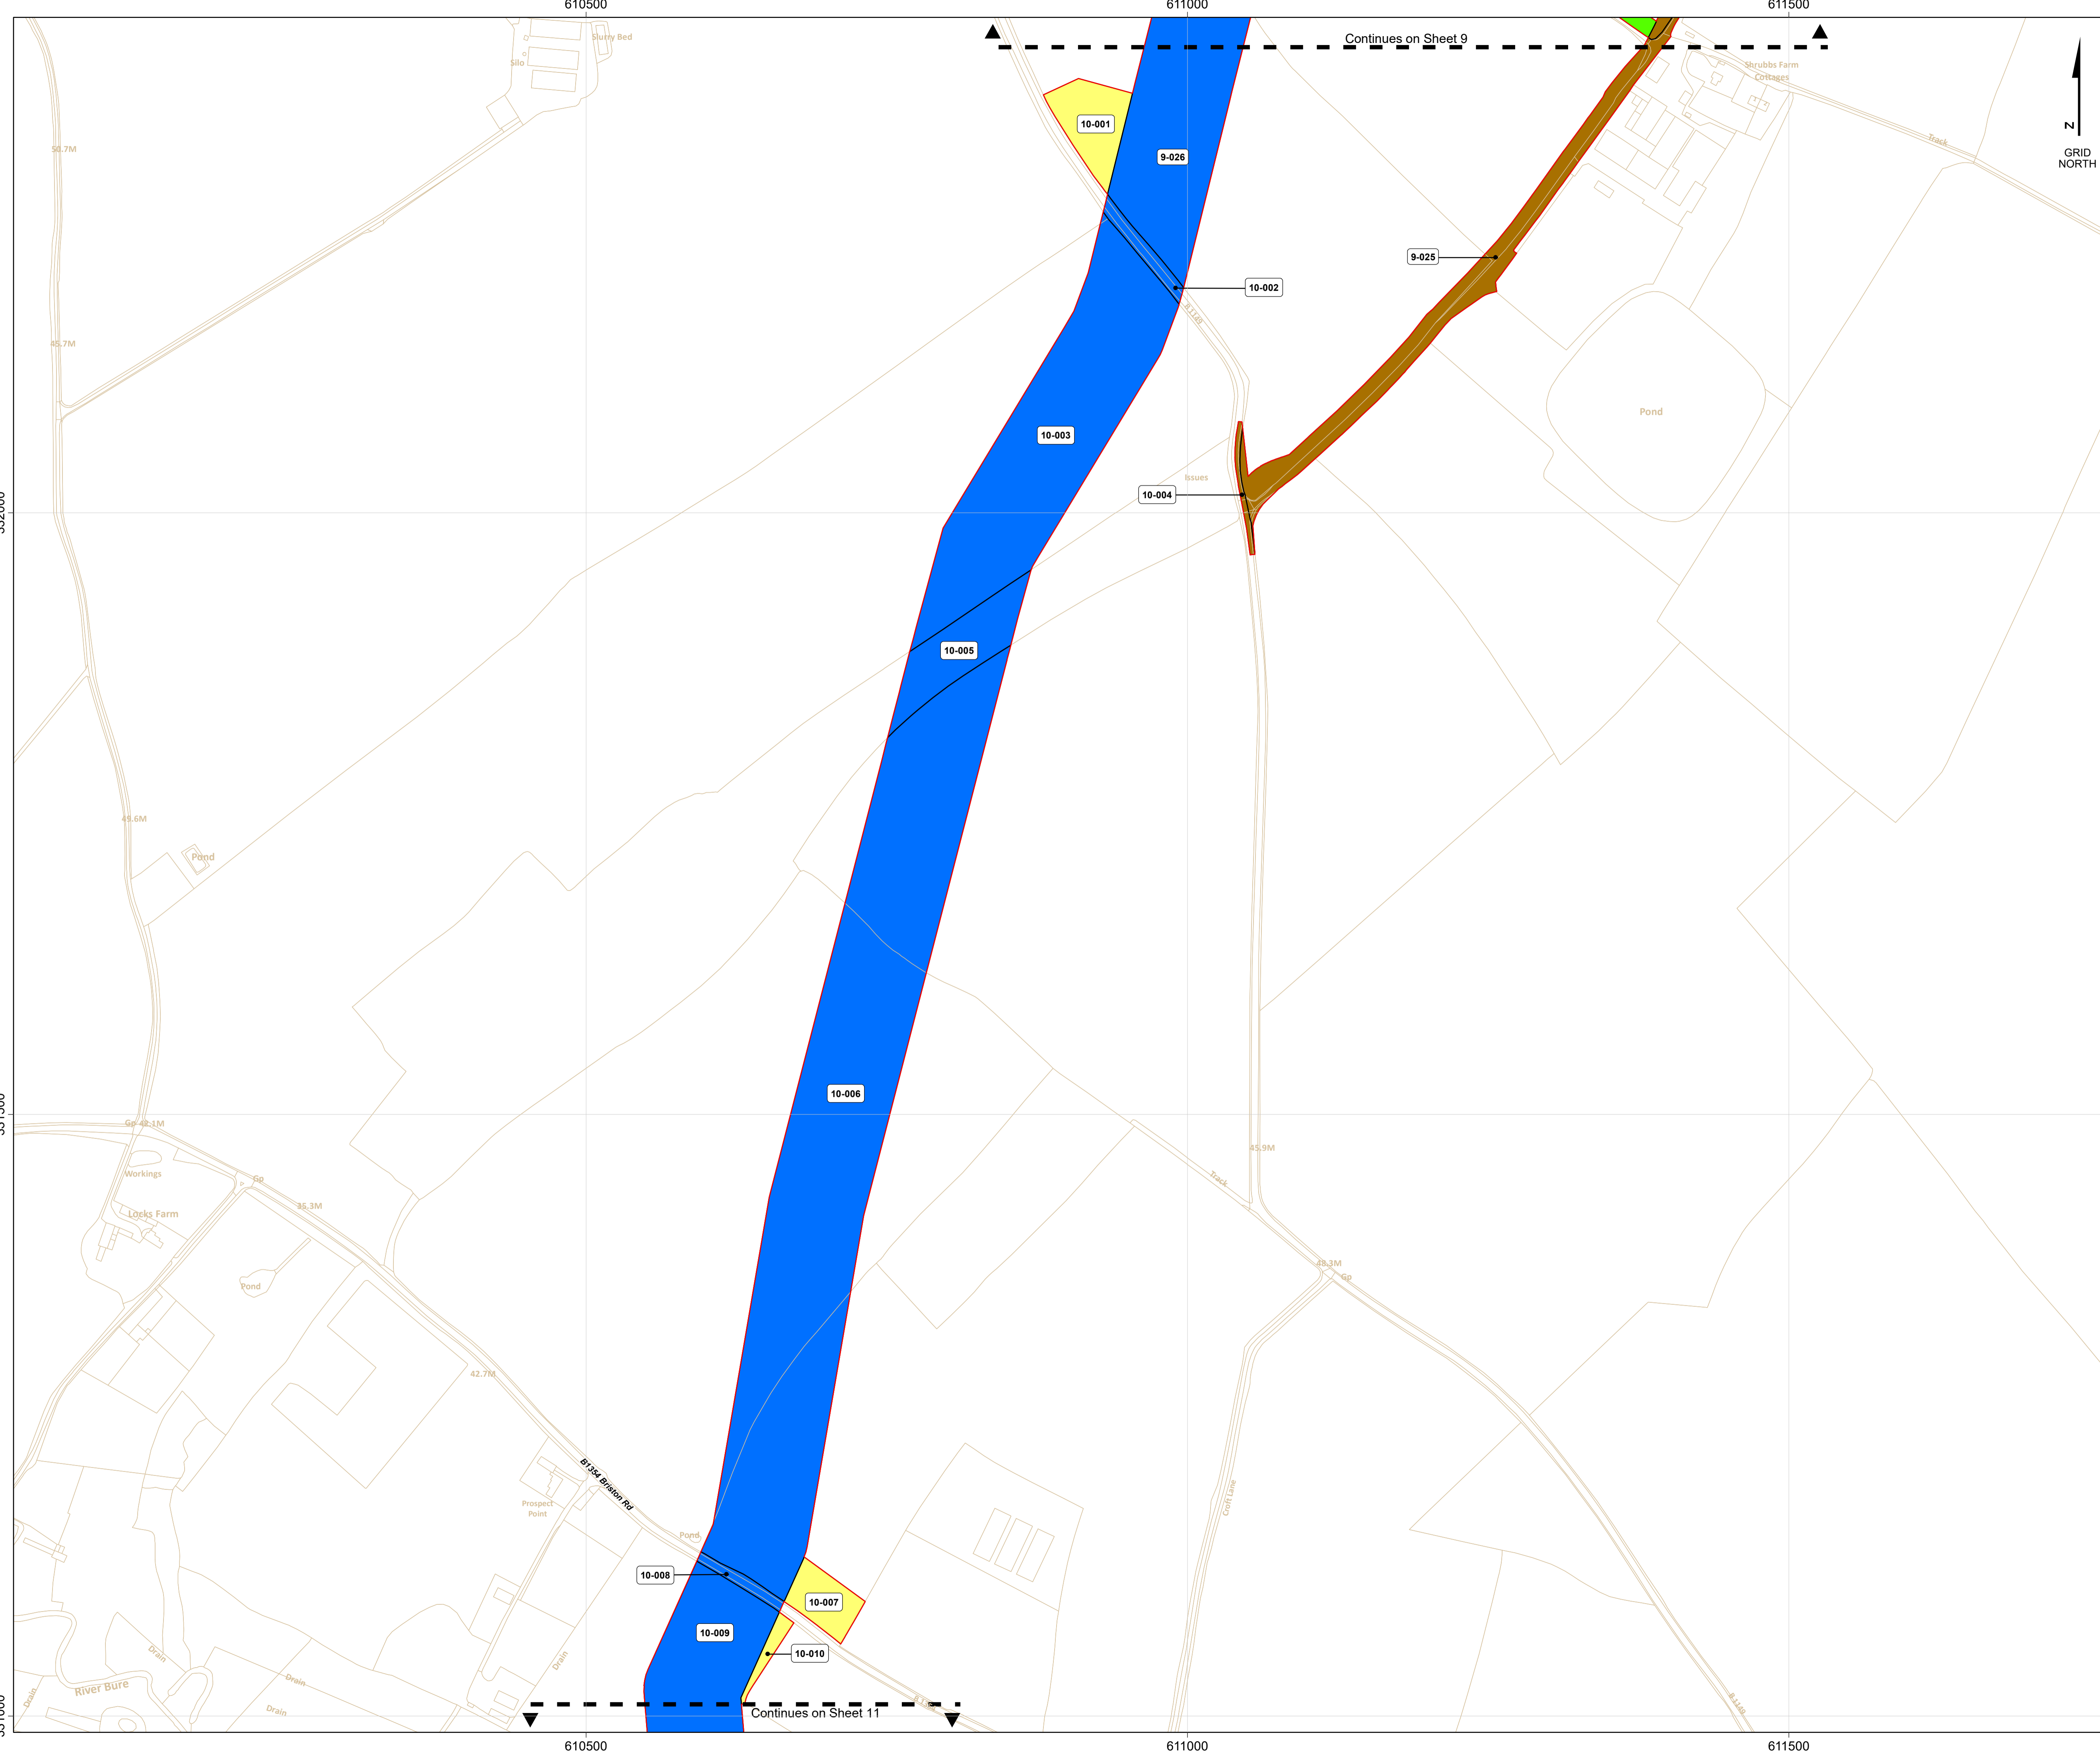 610500
611000
611500
Continues on Sheet 9
Slurry Bed
Silo
Shrubbs Farm
Cottages
Track
N
GRID
NORTH
50.7M
10-001
9-026
9-025
10-002
B1149
45.7M
10-003
Pond
Issues
10-004
10-005
49.6M
Pond
10-006
Gp 42.1M
Workings
Gp
45.9M
Track
35.3M
Locks Farm
Pond
48.3M
Gp
42.7M
B1354 Briston Rd
Prospect
Point
Croft Lane
Pond
10-008
10-007
10-009
10-010
Drain
Drain
Drain
Drain
Drain
River Bure
B1149
Continues on Sheet 11
610500
611000
611500